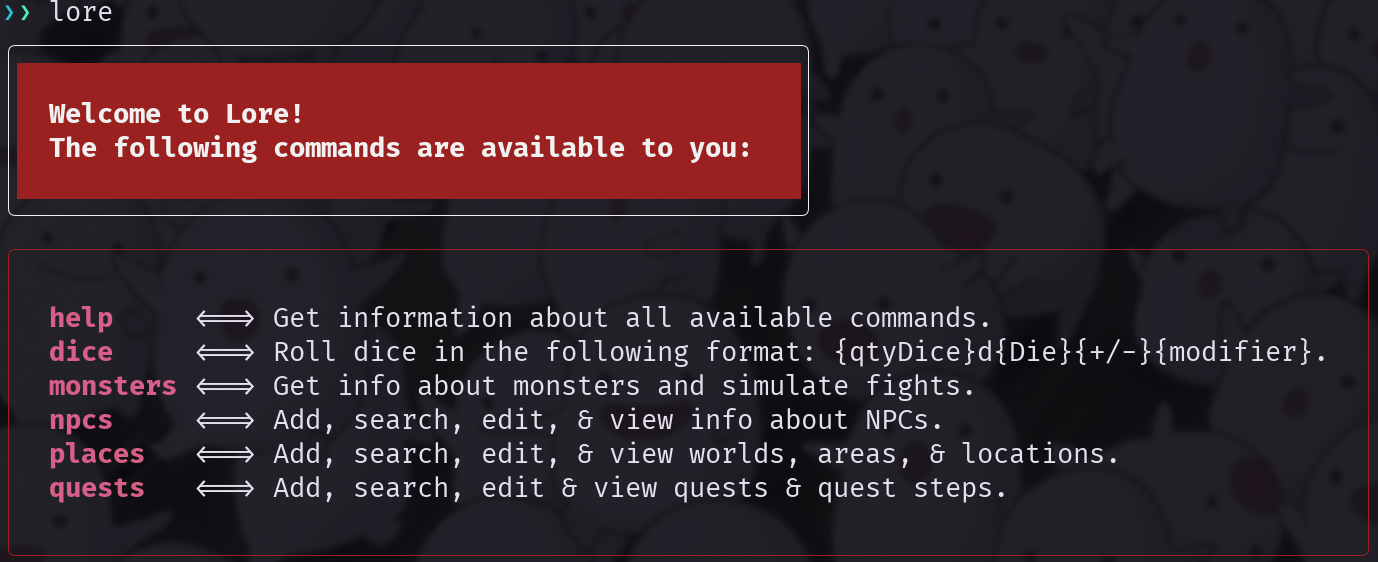 ❯❯ lore
Welcome to Lore!
The following commands are available to you:
help ⟺ Get information about all available commands.
dice ⟺ Roll dice in the following format: {qtyDice}d{Die}{+/-}{modifier}.
monsters ⟺ Get info about monsters and simulate fights.
npcs ⟺ Add, search, edit, & view info about NPCs.
places ⟺ Add, search, edit, & view worlds, areas, & locations.
quests ⟺ Add, search, edit & view quests & quest steps.